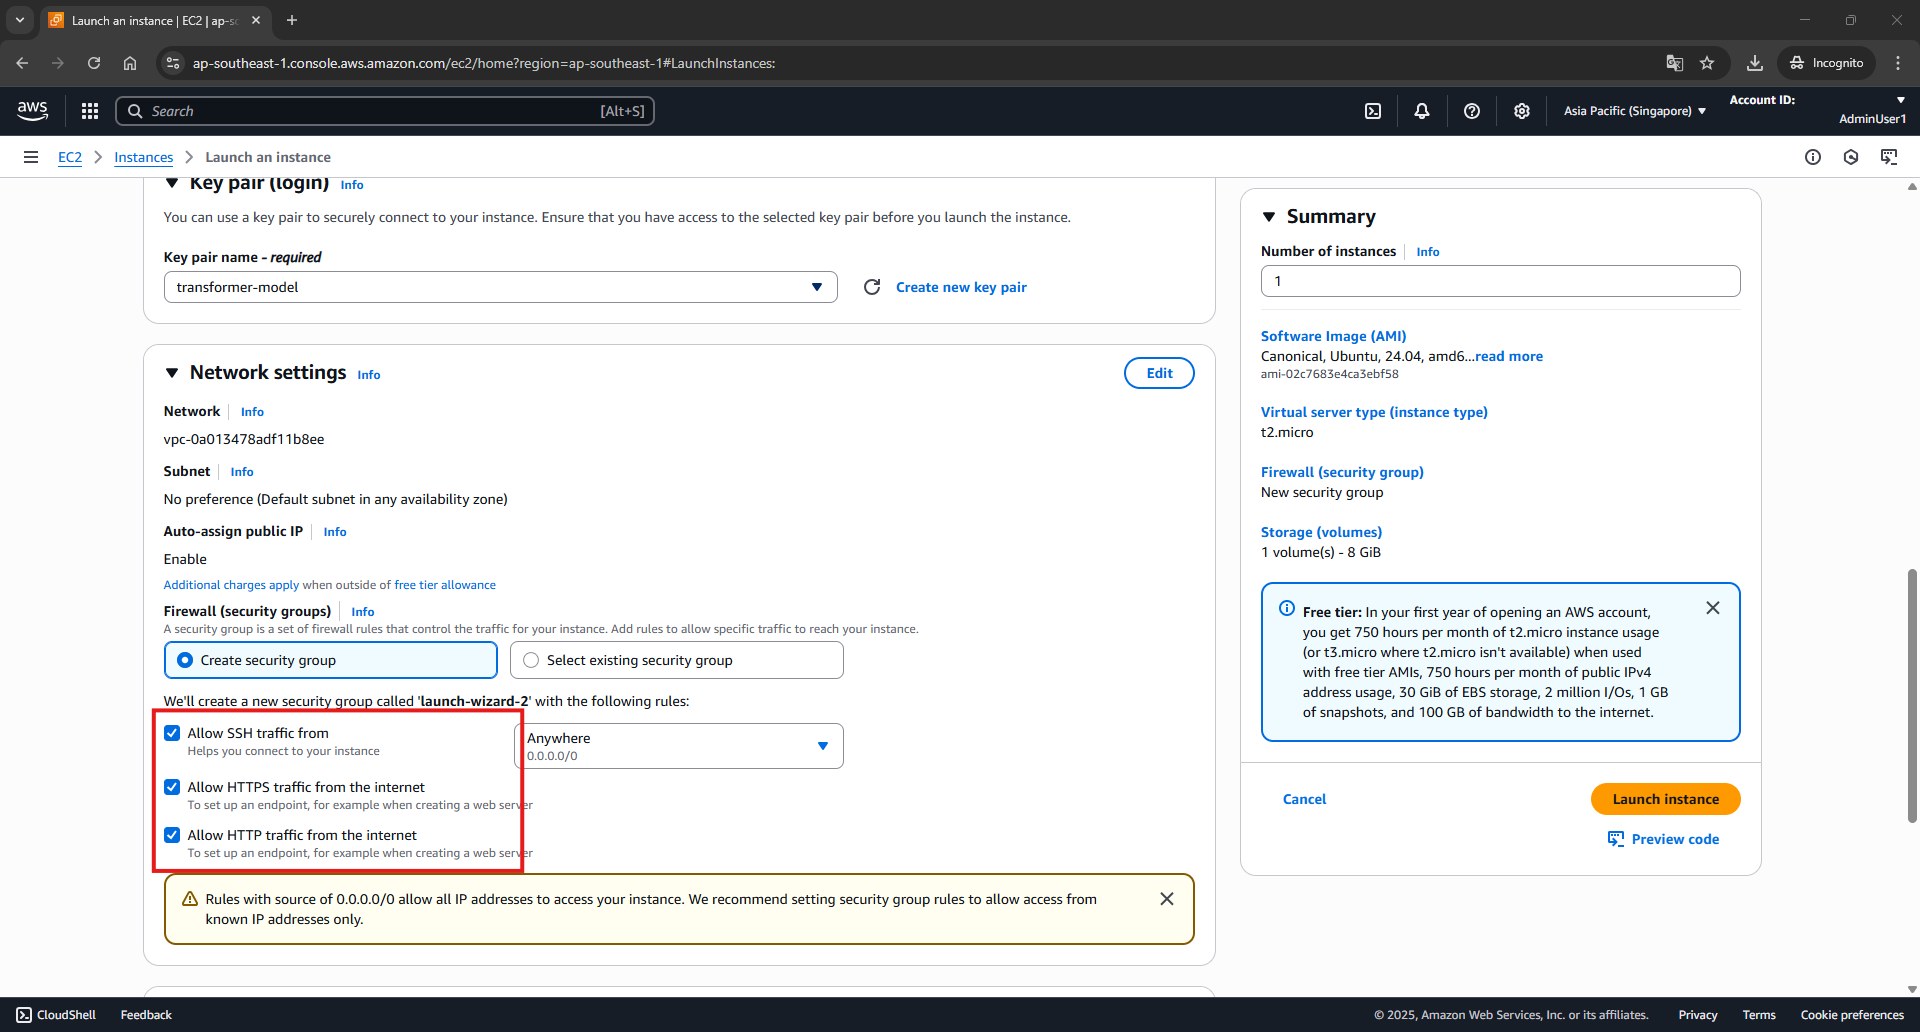 Launch an instance | EC2 | ap-so
ap-southeast-1.console.aws.amazon.com/ec2/home?region=ap-southeast-1#LaunchInstances:
Incognito
aws
Search [Alt+S]
Asia Pacific (Singapore)
Account ID:
AdminUser1
EC2 > Instances > Launch an instance
Key pair (login) Info
You can use a key pair to securely connect to your instance. Ensure that you have access to the selected key pair before you launch the instance.
Key pair name - required
transformer-model
Create new key pair
Network settings Info
Edit
Network Info
vpc-0a013478adf11b8ee
Subnet Info
No preference (Default subnet in any availability zone)
Auto-assign public IP Info
Enable
Additional charges apply when outside of free tier allowance
Firewall (security groups) Info
A security group is a set of firewall rules that control the traffic for your instance. Add rules to allow specific traffic to reach your instance.
Create security group
Select existing security group
We'll create a new security group called 'launch-wizard-2' with the following rules:
Allow SSH traffic from
Helps you connect to your instance
Anywhere
0.0.0.0/0
Allow HTTPS traffic from the internet
To set up an endpoint, for example when creating a web server
Allow HTTP traffic from the internet
To set up an endpoint, for example when creating a web server
Rules with source of 0.0.0.0/0 allow all IP addresses to access your instance. We recommend setting security group rules to allow access from
known IP addresses only.
Summary
Number of instances Info
1
Software Image (AMI)
Canonical, Ubuntu, 24.04, amd6...read more
ami-02c7683e4ca3ebf58
Virtual server type (instance type)
t2.micro
Firewall (security group)
New security group
Storage (volumes)
1 volume(s) - 8 GiB
Free tier: In your first year of opening an AWS account,
you get 750 hours per month of t2.micro instance usage
(or t3.micro where t2.micro isn't available) when used
with free tier AMIs, 750 hours per month of public IPv4
address usage, 30 GiB of EBS storage, 2 million I/Os, 1 GB
of snapshots, and 100 GB of bandwidth to the internet.
Cancel
Launch instance
Preview code
CloudShell
Feedback
© 2025, Amazon Web Services, Inc. or its affiliates.
Privacy
Terms
Cookie preferences